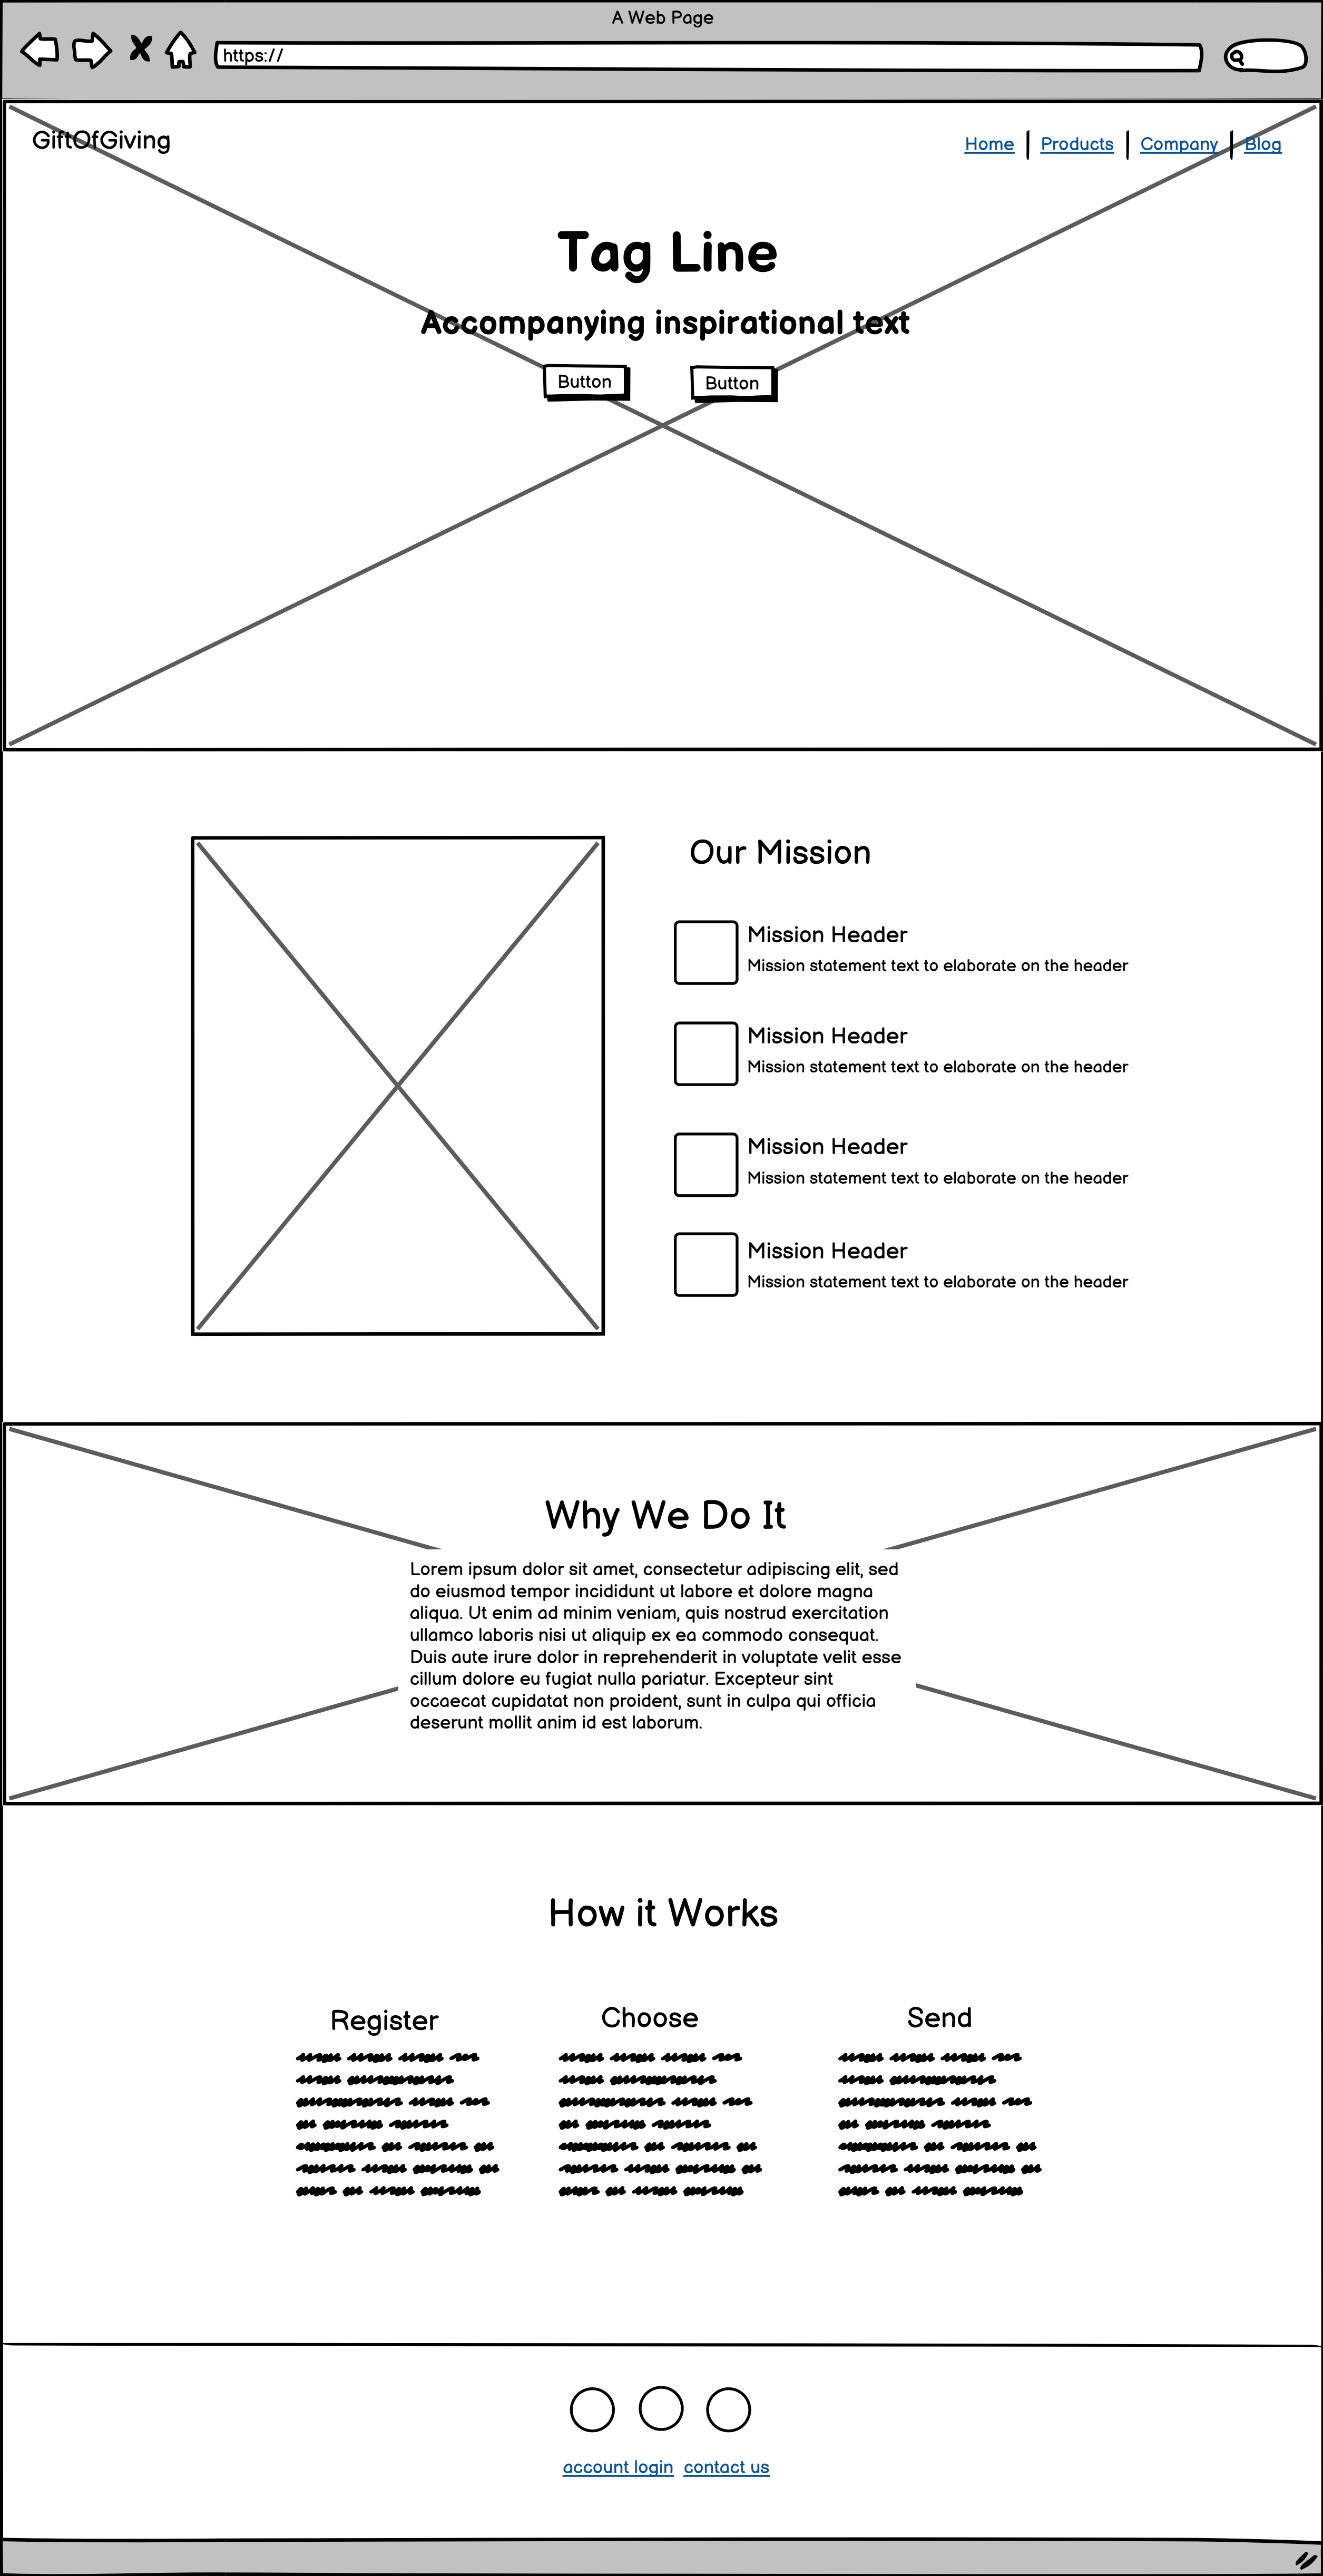 A Web Page
https://
GiftOfGiving
Home | Products | Company | Blog
Tag Line
Accompanying inspirational text
Button Button
Our Mission
Mission Header
Mission statement text to elaborate on the header
Mission Header
Mission statement text to elaborate on the header
Mission Header
Mission statement text to elaborate on the header
Mission Header
Mission statement text to elaborate on the header
Why We Do It
Lorem ipsum dolor sit amet, consectetur adipiscing elit, sed
do eiusmod tempor incididunt ut labore et dolore magna
aliqua. Ut enim ad minim veniam, quis nostrud exercitation
ullamco laboris nisi ut aliquip ex ea commodo consequat.
Duis aute irure dolor in reprehenderit in voluptate velit esse
cillum dolore eu fugiat nulla pariatur. Excepteur sint
occaecat cupidatat non proident, sunt in culpa qui officia
deserunt mollit anim id est laborum.
How it Works
Register
Choose
Send
account login contact us